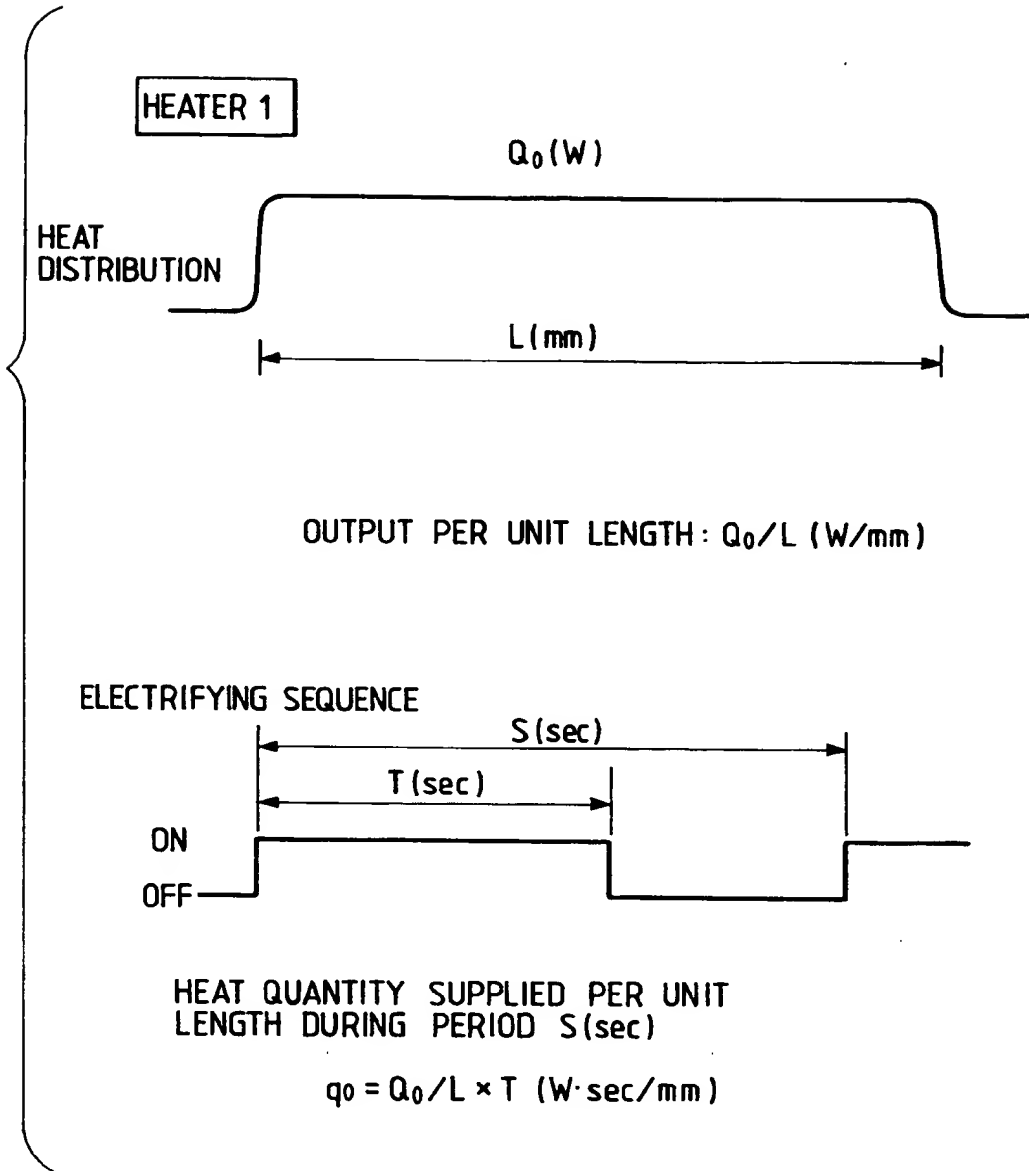 HEATER 1
Q₀(W)
HEAT
DISTRIBUTION
L(mm)
OUTPUT PER UNIT LENGTH: Q₀/L (W/mm)
ELECTRIFYING SEQUENCE
S(sec)
T(sec)
ON
OFF
HEAT QUANTITY SUPPLIED PER UNIT
LENGTH DURING PERIOD S(sec)
q₀ = Q₀/L × T (W·sec/mm)